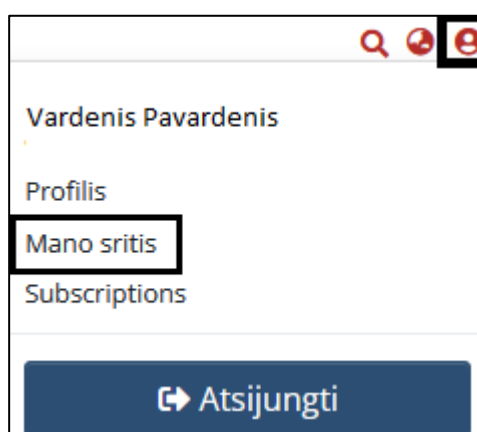 Vardenis Pavardenis
Profilis
Mano sritis
Subscriptions
Atsijungti